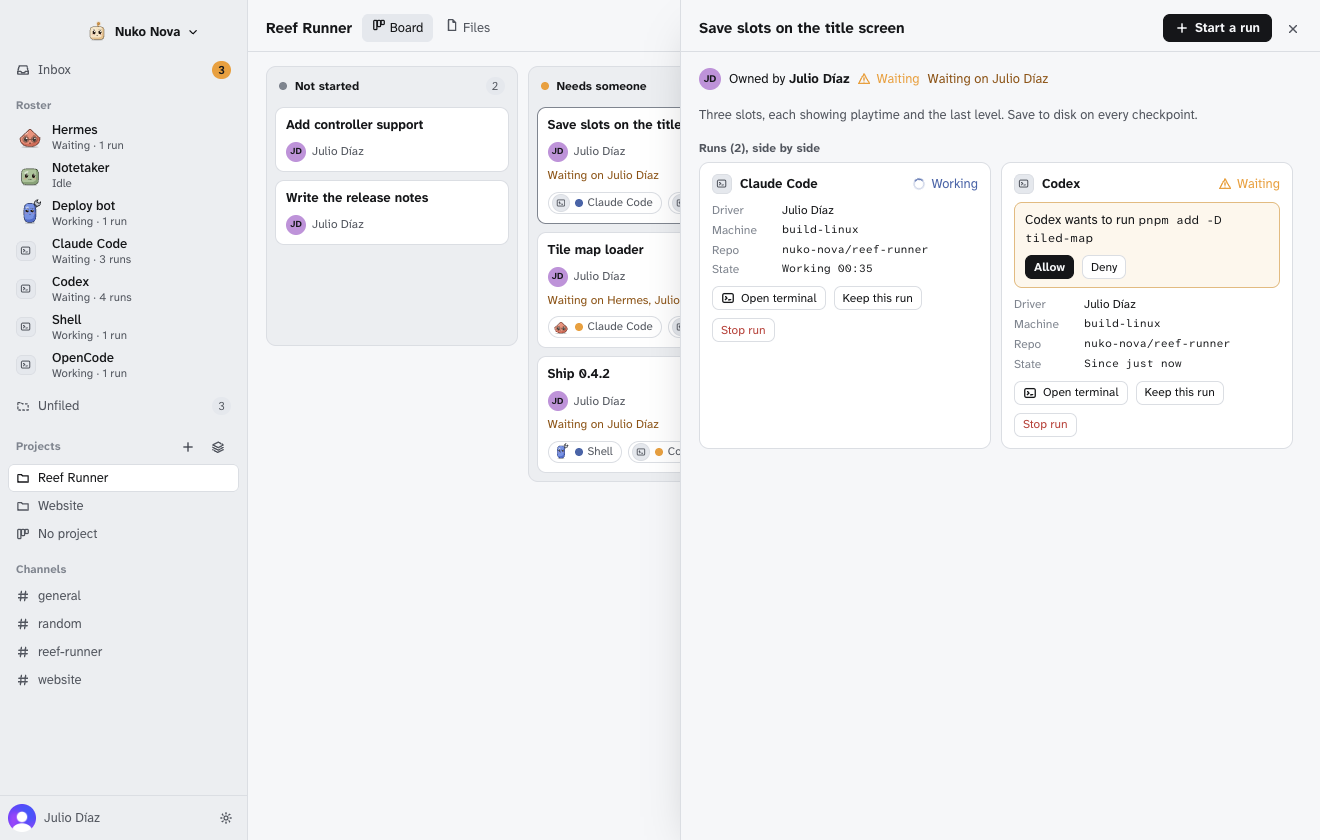 Nuko Nova
Inbox
3
Roster
Hermes
Waiting · 1 run
Notetaker
Idle
Deploy bot
Working · 1 run
Claude Code
Waiting · 3 runs
Codex
Waiting · 4 runs
Shell
Working · 1 run
OpenCode
Working · 1 run
Unfiled
3
Projects
Reef Runner
Website
No project
Channels
general
random
reef-runner
website
Julio Díaz
Reef Runner
Board
Files
Not started
2
Add controller support
JD Julio Díaz
Write the release notes
JD Julio Díaz
Needs someone
Save slots on the title
JD Julio Díaz
Waiting on Julio Díaz
Claude Code
Tile map loader
JD Julio Díaz
Waiting on Hermes, Julio
Claude Code
Ship 0.4.2
JD Julio Díaz
Waiting on Julio Díaz
Shell
Save slots on the title screen
Start a run
JD Owned by Julio Díaz Waiting Waiting on Julio Díaz
Three slots, each showing playtime and the last level. Save to disk on every checkpoint.
Runs (2), side by side
Claude Code Working
Driver Julio Díaz
Machine build-linux
Repo nuko-nova/reef-runner
State Working 00:35
Open terminal Keep this run
Stop run
Codex Waiting
Codex wants to run pnpm add -D
tiled-map
Allow Deny
Driver Julio Díaz
Machine build-linux
Repo nuko-nova/reef-runner
State Since just now
Open terminal Keep this run
Stop run